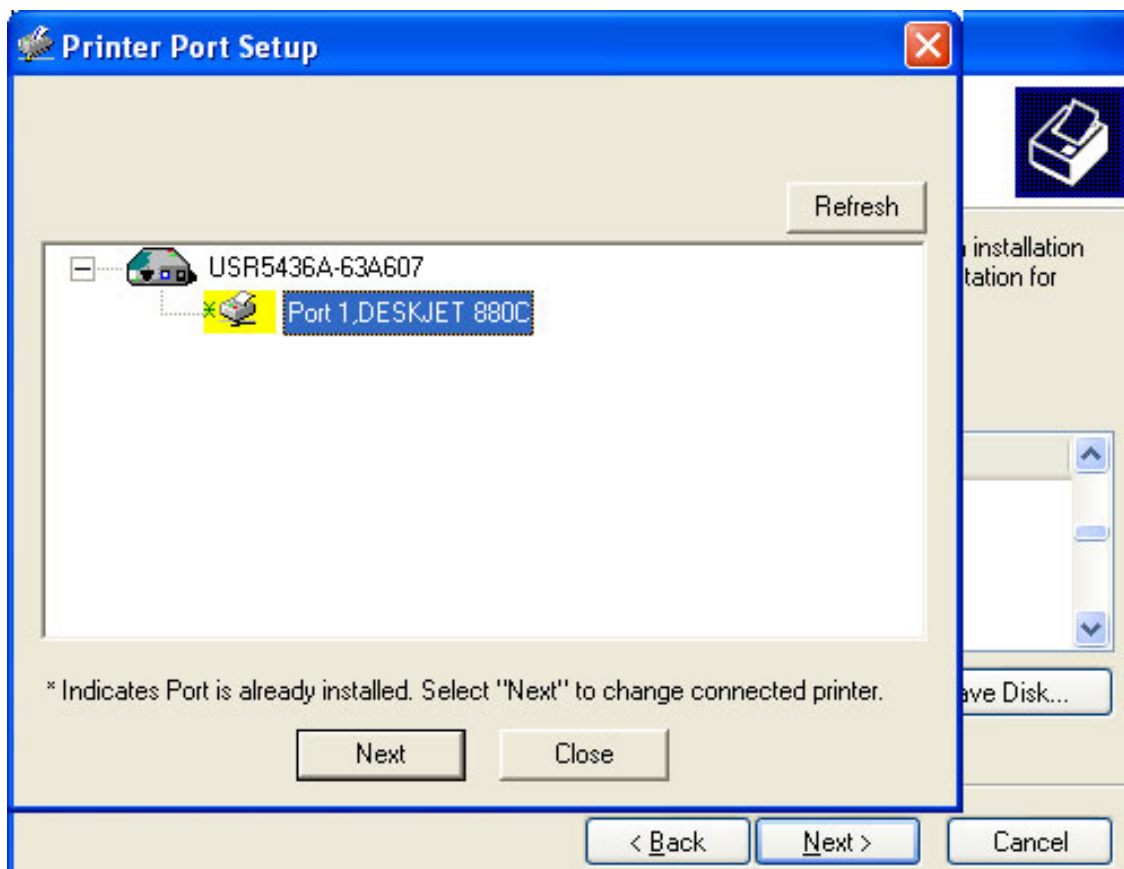 Printer Port Setup
Refresh
USR5436A-63A607
* Port 1,DESKJET 880C
* Indicates Port is already installed. Select "Next" to change connected printer.
Next
Close
installation
tation for
ave Disk...
< Back
Next >
Cancel